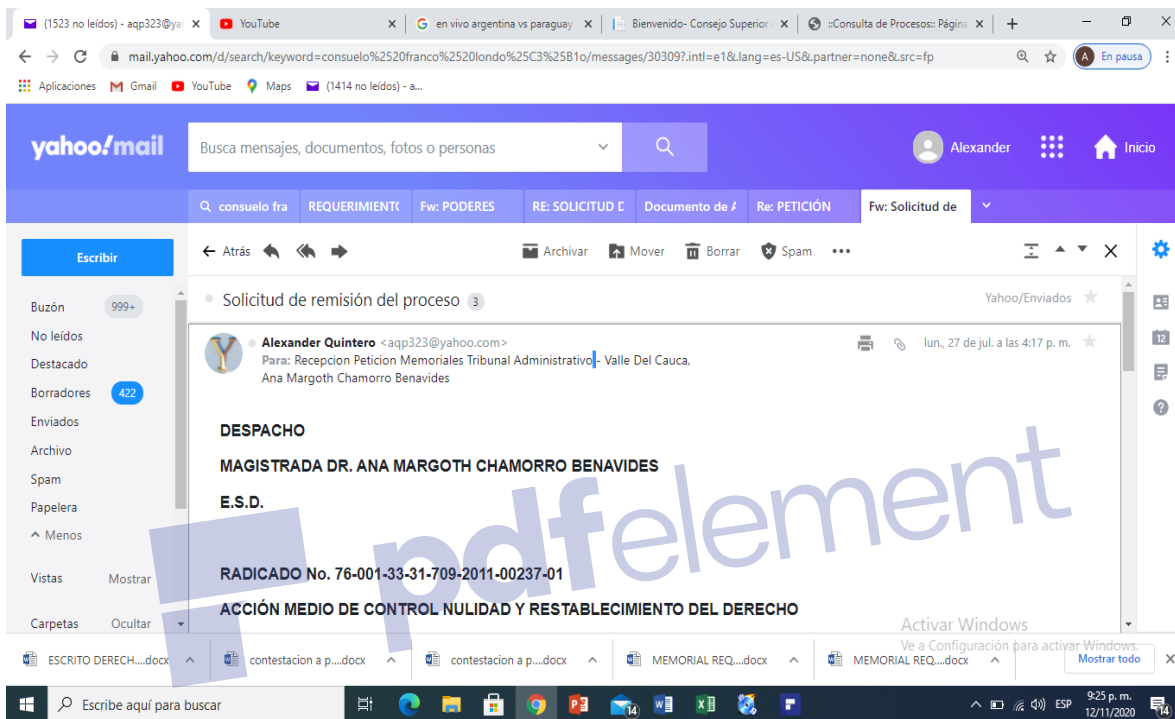 (1523 no leídos) - aqp323@yal
YouTube
en vivo argentina vs paraguay
Bienvenido- Consejo Superior
::Consulta de Procesos:: Página
mail.yahoo.com/d/search/keyword=consuelo%2520franco%2520londo%25C3%25B1o/messages/30309?.intl=e1&.lang=es-US&.partner=none&.src=fp
A En pausa
Aplicaciones Gmail YouTube Maps (1414 no leídos) - a...
yahoo!mail
Busca mensajes, documentos, fotos o personas
Alexander
Inicio
consuelo fra REQUERIMIENT Fw: PODERES RE: SOLICITUD Documento de Re: PETICIÓN Fw: Solicitud de
Escribir
Atrás Archivar Mover Borrar Spam
Buzón 999+
No leídos
Destacado
Borradores 422
Enviados
Archivo
Spam
Papelera
Menos
Vistas Mostrar
Carpetas Ocultar
Solicitud de remisión del proceso 3
Yahoo/Enviados
Alexander Quintero <aqp323@yahoo.com>
lun., 27 de jul. a las 4:17 p. m.
Para: Recepcion Peticion Memoriales Tribunal Administrativo - Valle Del Cauca,
Ana Margoth Chamorro Benavides
DESPACHO
MAGISTRADA DR. ANA MARGOTH CHAMORRO BENAVIDES
E.S.D.
RADICADO No. 76-001-33-31-709-2011-00237-01
ACCIÓN MEDIO DE CONTROL NULIDAD Y RESTABLECIMIENTO DEL DERECHO
12
pdfelement
Activar Windows
Ve a Configuración para activar Windows.
ESCRITO DERECH....docx
contestacion a p....docx
contestacion a p....docx
MEMORIAL REQ....docx
MEMORIAL REQ....docx
Mostrar todo
Escribe aquí para buscar
14
ESP
9:25 p. m.
12/11/2020
14